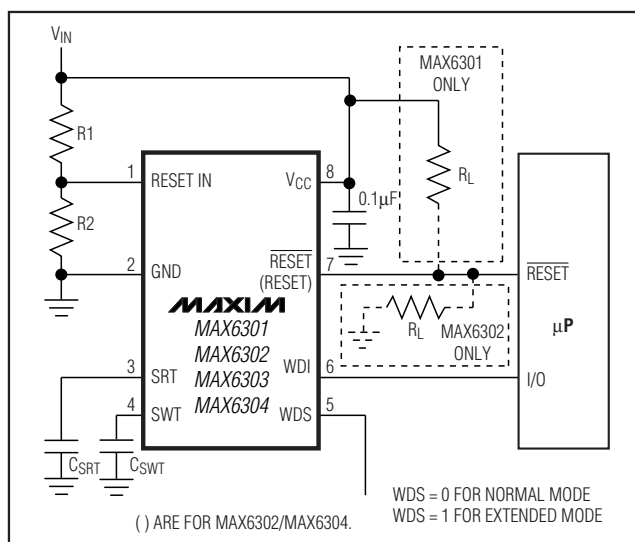 VIN
MAX6301
ONLY
R1
1
RESET IN
VCC
8
0.1μF
RL
R2
2
GND
RESET
(RESET)
7
RESET
MAXIM
MAX6301
MAX6302
MAX6303
MAX6304
RL
MAX6302
ONLY
μP
3
SRT
WDI
6
I/O
4
SWT
WDS
5
CSRT
CSWT
WDS = 0 FOR NORMAL MODE
WDS = 1 FOR EXTENDED MODE
( ) ARE FOR MAX6302/MAX6304.